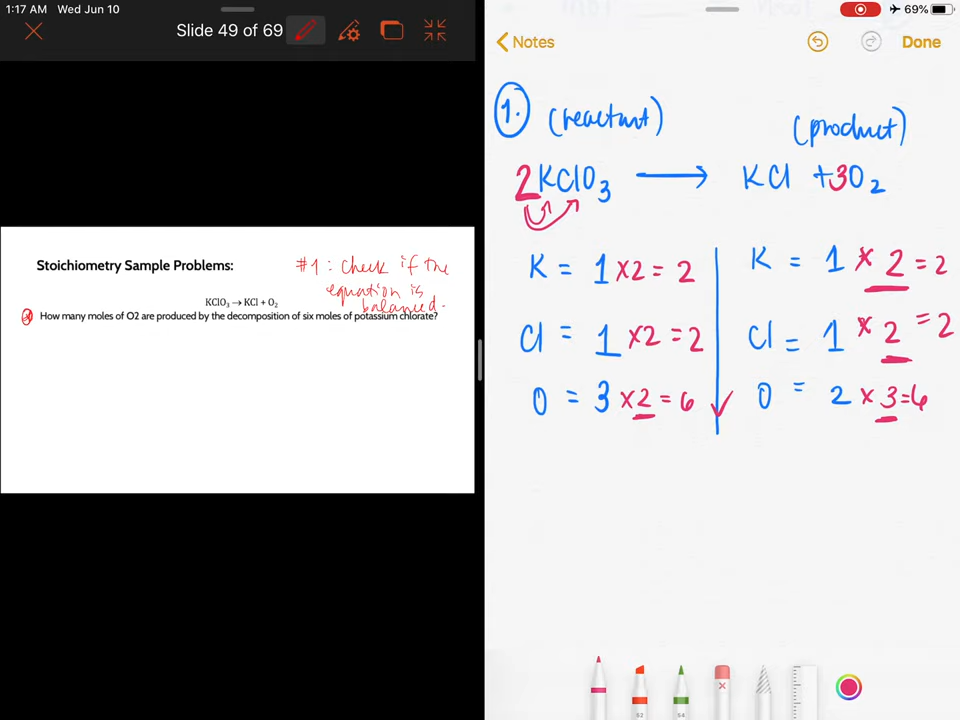 1:17 AM Wed Jun 10
Slide 49 of 69
Stoichiometry Sample Problems:
#1 : Check if the
equation is
balanced.
KClO₃ → KCl + O₂
How many moles of O2 are produced by the decomposition of six moles of potassium chlorate?
69%
Notes
Done
1. (reactant) (product)
2KClO₃ → KCl + 3O₂
K = 1 × 2 = 2 K = 1 × 2 = 2
Cl = 1 × 2 = 2 Cl = 1 × 2 = 2
O = 3 × 2 = 6 ✓ O = 2 × 3 = 6